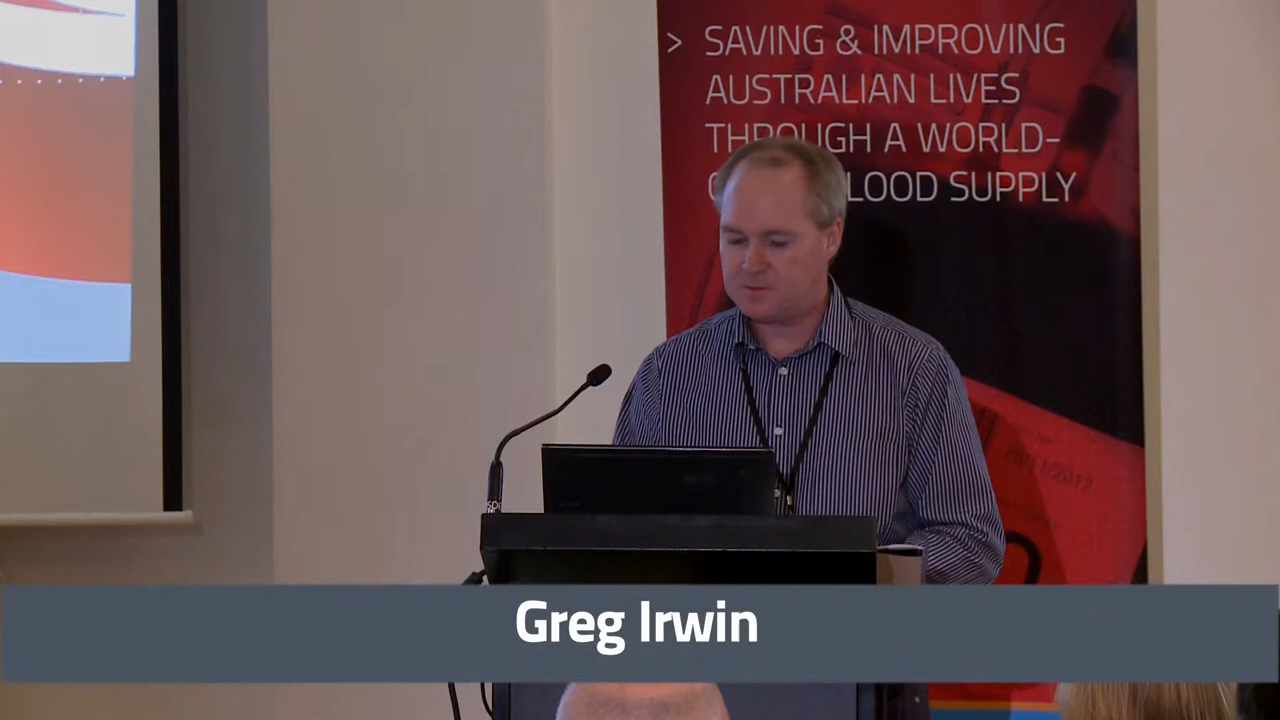 > SAVING & IMPROVING
AUSTRALIAN LIVES
THROUGH A WORLD-
LOOD SUPPLY
Greg Irwin